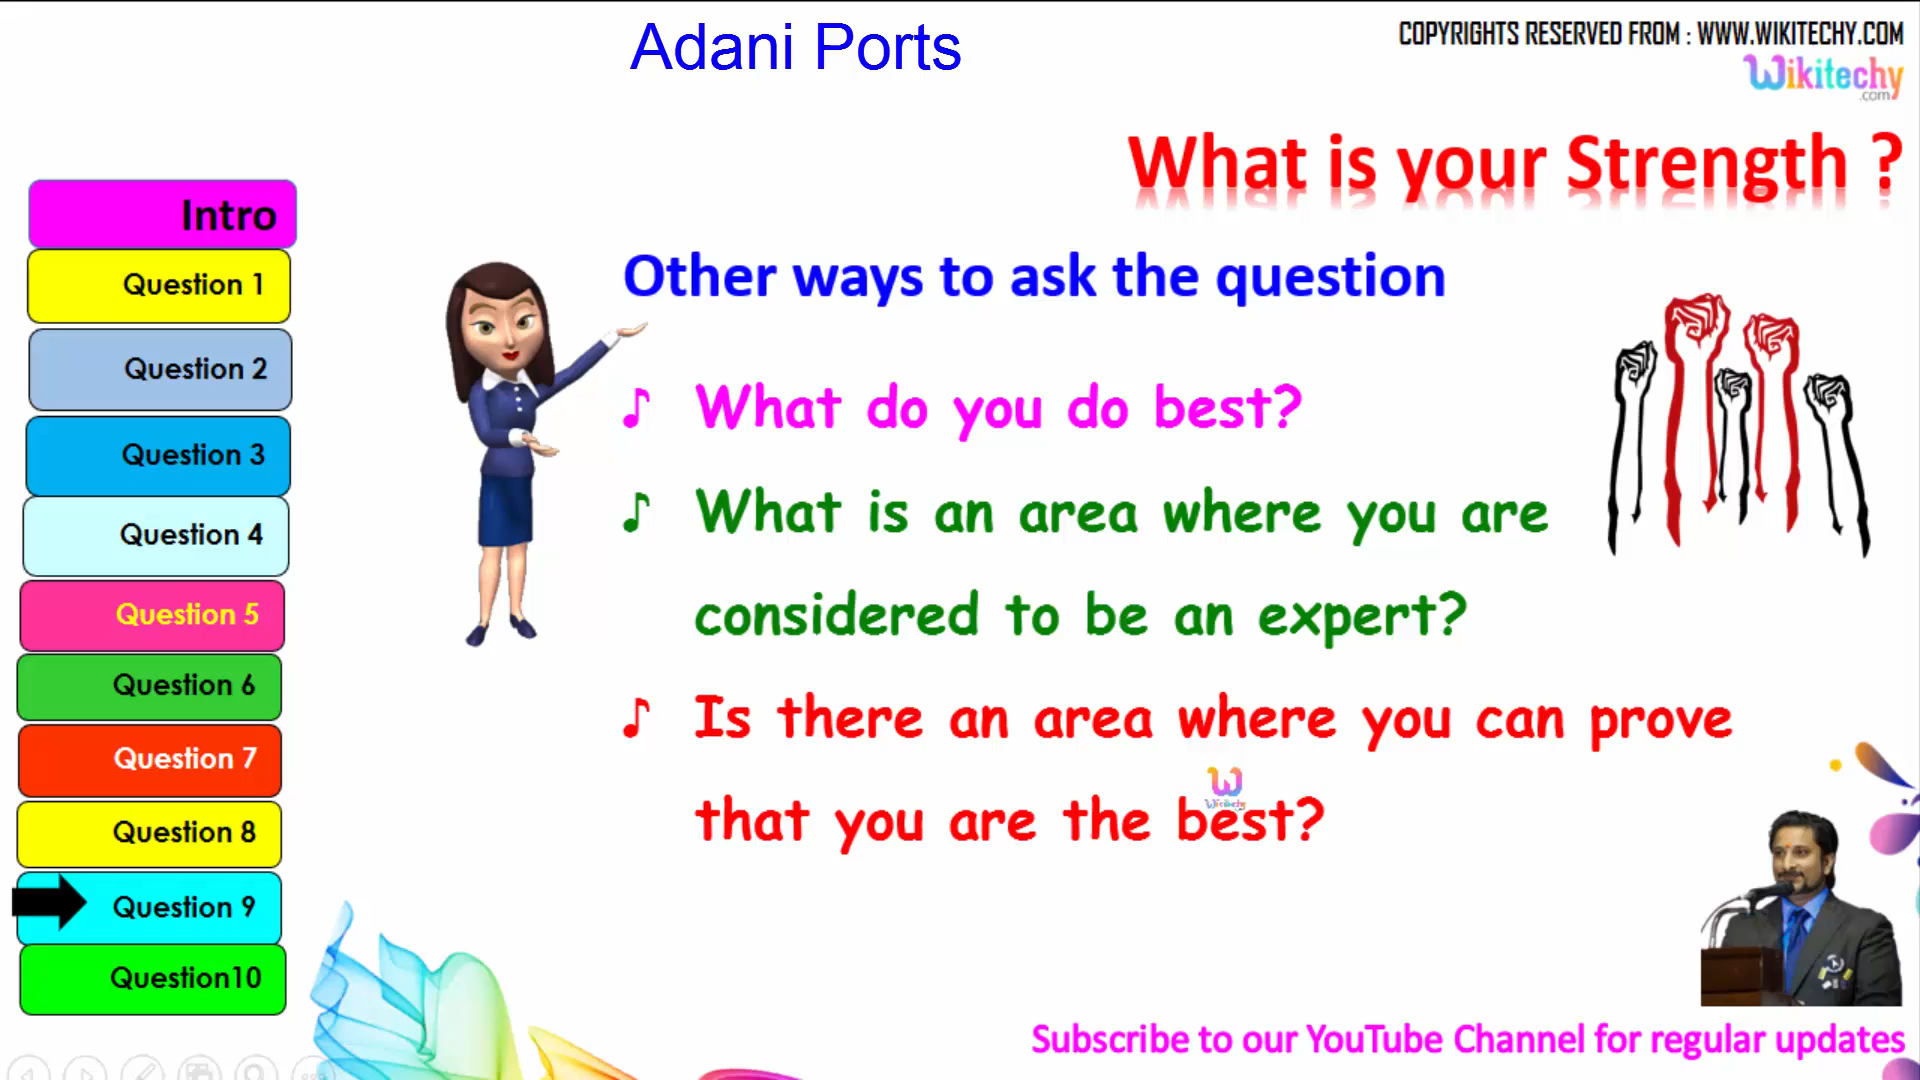 Adani Ports
COPYRIGHTS RESERVED FROM : WWW.WIKITECHY.COM
Wikitechy
.com
What is your Strength ?
Intro
Question 1
Question 2
Question 3
Question 4
Question 5
Question 6
Question 7
Question 8
Question 9
Question10
Other ways to ask the question
♪ What do you do best?
♪ What is an area where you are
considered to be an expert?
♪ Is there an area where you can prove
that you are the best?
W
Wikitechy
Subscribe to our YouTube Channel for regular updates